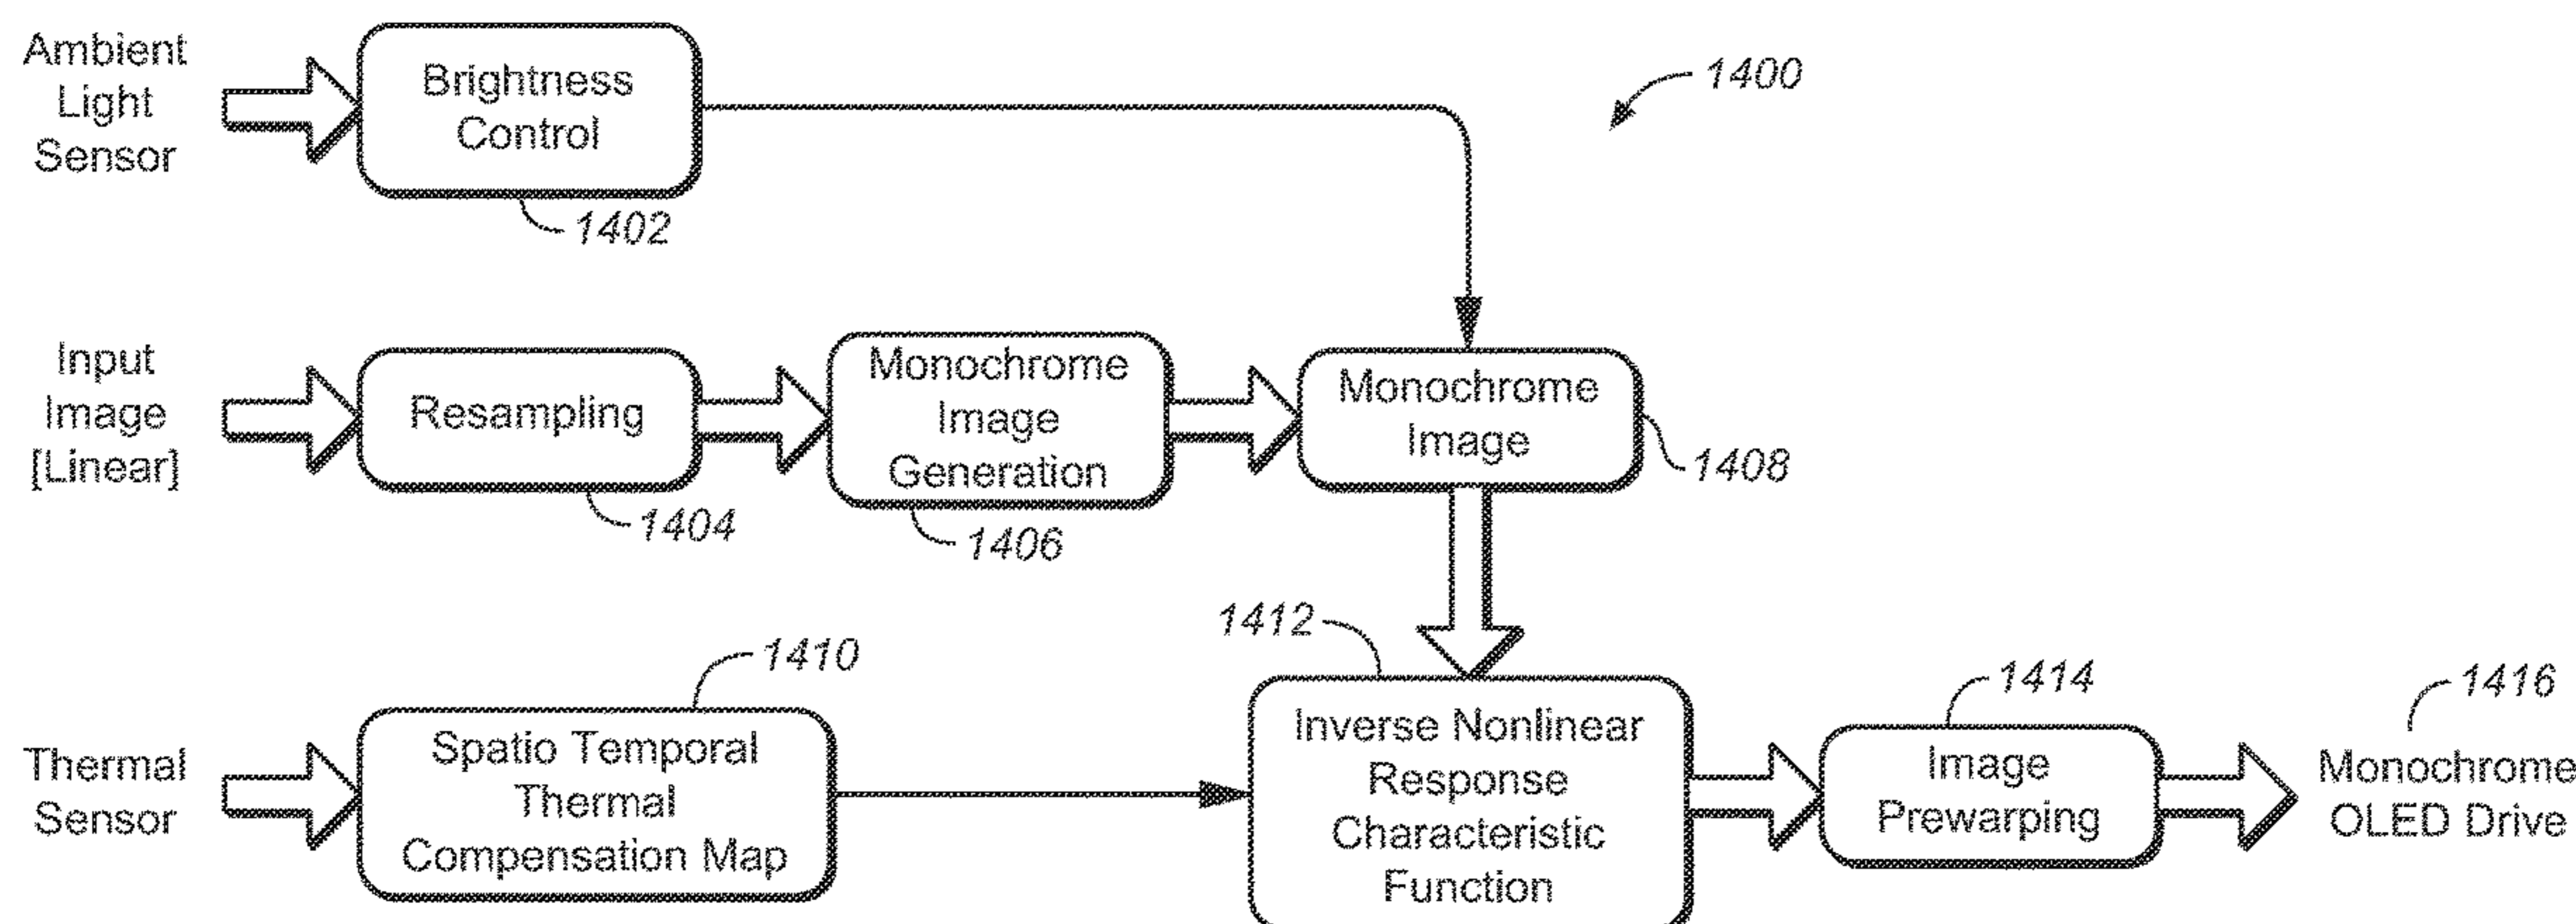 Ambient
Light
Sensor
Brightness
Control
1402
1400
Input
Image
[Linear]
Resampling
1404
Monochrome
Image
Generation
1406
Monochrome
Image
1408
Thermal
Sensor
Spatio Temporal
Thermal
Compensation Map
1410
1412
Inverse Nonlinear
Response
Characteristic
Function
1414
Image
Prewarping
1416
Monochrome
OLED Drive